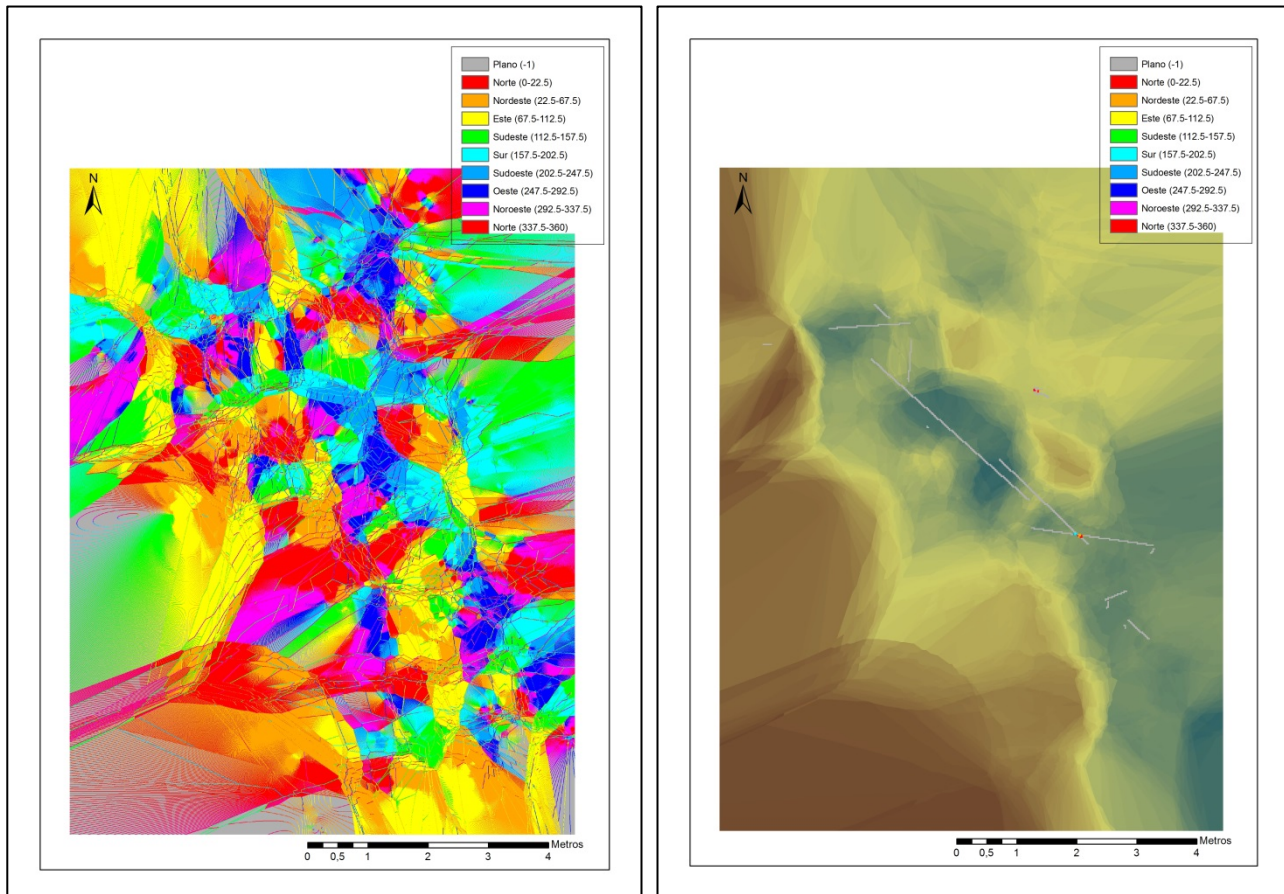 Plano (-1)
Norte (0-22.5)
Nordeste (22.5-67.5)
Este (67.5-112.5)
Sudeste (112.5-157.5)
Sur (157.5-202.5)
Sudoeste (202.5-247.5)
Oeste (247.5-292.5)
Noroeste (292.5-337.5)
Norte (337.5-360)
N
Metros
0 0,5 1 2 3 4
Plano (-1)
Norte (0-22.5)
Nordeste (22.5-67.5)
Este (67.5-112.5)
Sudeste (112.5-157.5)
Sur (157.5-202.5)
Sudoeste (202.5-247.5)
Oeste (247.5-292.5)
Noroeste (292.5-337.5)
Norte (337.5-360)
N
Metros
0 0,5 1 2 3 4